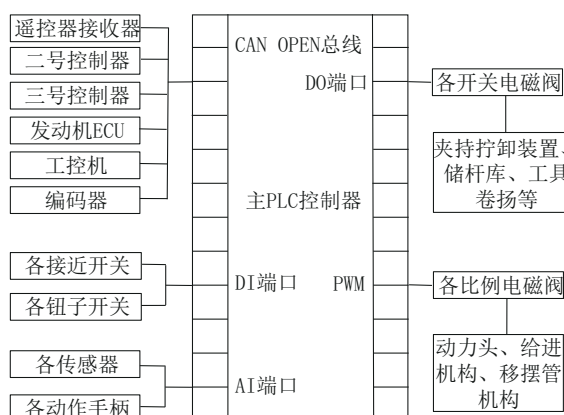 遥控器接收器
二号控制器
三号控制器
发动机ECU
工控机
编码器
各接近开关
各钮子开关
各传感器
各动作手柄
CAN OPEN总线
DO端口
主PLC控制器
DI端口
PWM
AI端口
各开关电磁阀
夹持拧卸装置、
储杆库、工具
卷扬等
各比例电磁阀
动力头、给进
机构、移摆管
机构